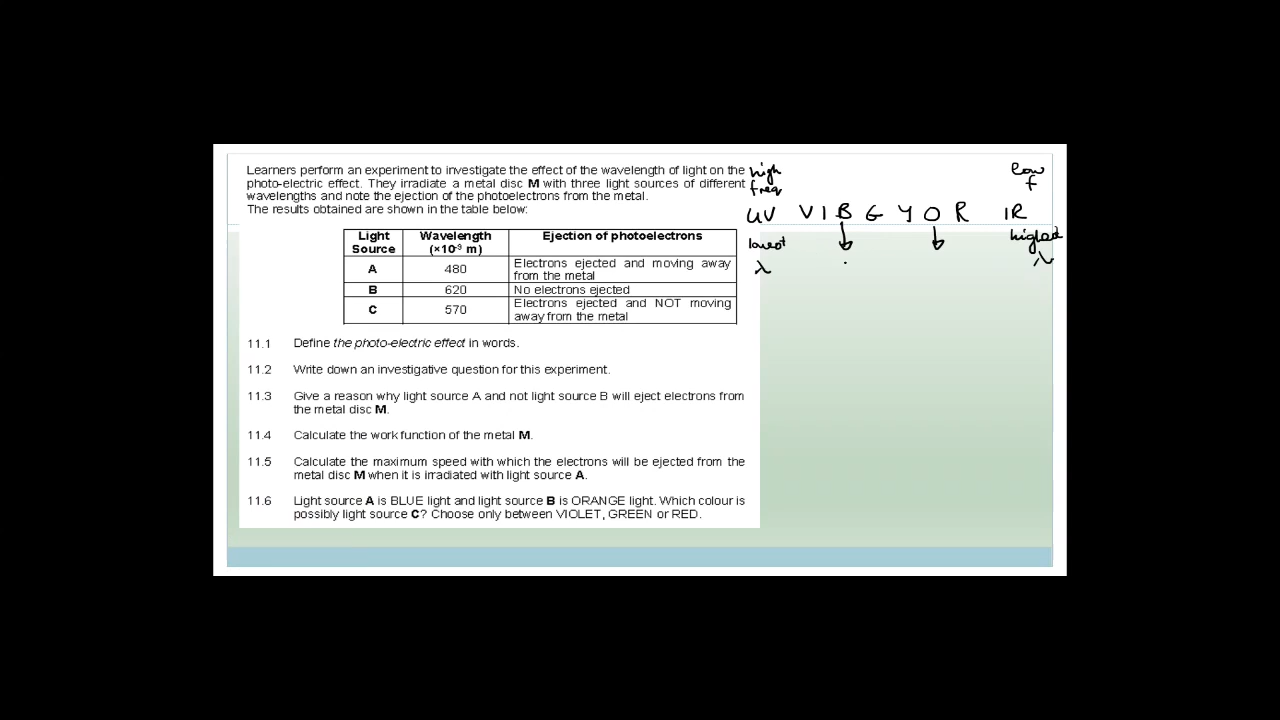 Learners perform an experiment to investigate the effect of the wavelength of light on the
photo-electric effect. They irradiate a metal disc M with three light sources of different
wavelengths and note the ejection of the photoelectrons from the metal.
The results obtained are shown in the table below:
Light Source Wavelength (×10⁻⁹ m) Ejection of photoelectrons
A 480 Electrons ejected and moving away from the metal
B 620 No electrons ejected
C 570 Electrons ejected and NOT moving away from the metal
11.1 Define the photo-electric effect in words.
11.2 Write down an investigative question for this experiment.
11.3 Give a reason why light source A and not light source B will eject electrons from
the metal disc M.
11.4 Calculate the work function of the metal M.
11.5 Calculate the maximum speed with which the electrons will be ejected from the
metal disc M when it is irradiated with light source A.
11.6 Light source A is BLUE light and light source B is ORANGE light. Which colour is
possibly light source C? Choose only between VIOLET, GREEN or RED.
high low
freq f
UV V I B G Y O R IR
lowest highest
λ λ